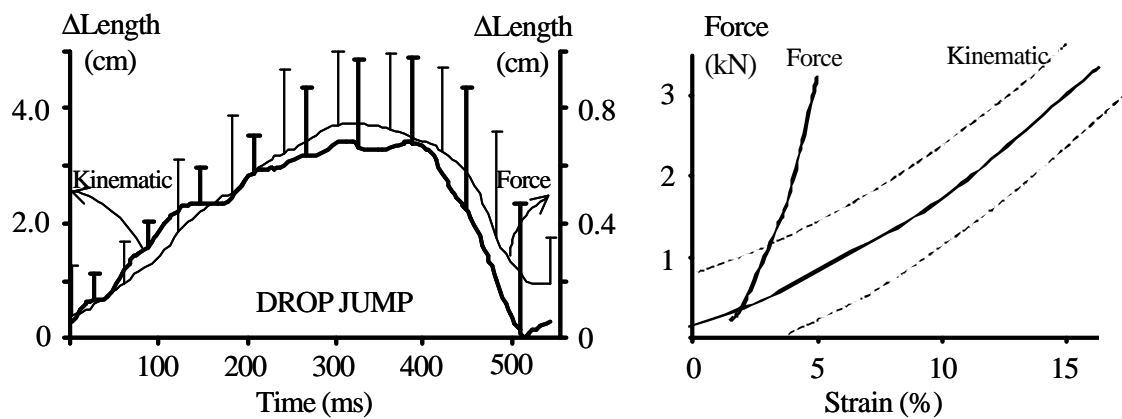 ΔLength
(cm)
4.0
2.0
0
Kinematic
DROP JUMP
100
200
300
400
500
Time (ms)
ΔLength
(cm)
0.8
0.4
0
Force
Force
(kN)
3
2
1
Force
Kinematic
0
5
10
15
Strain (%)